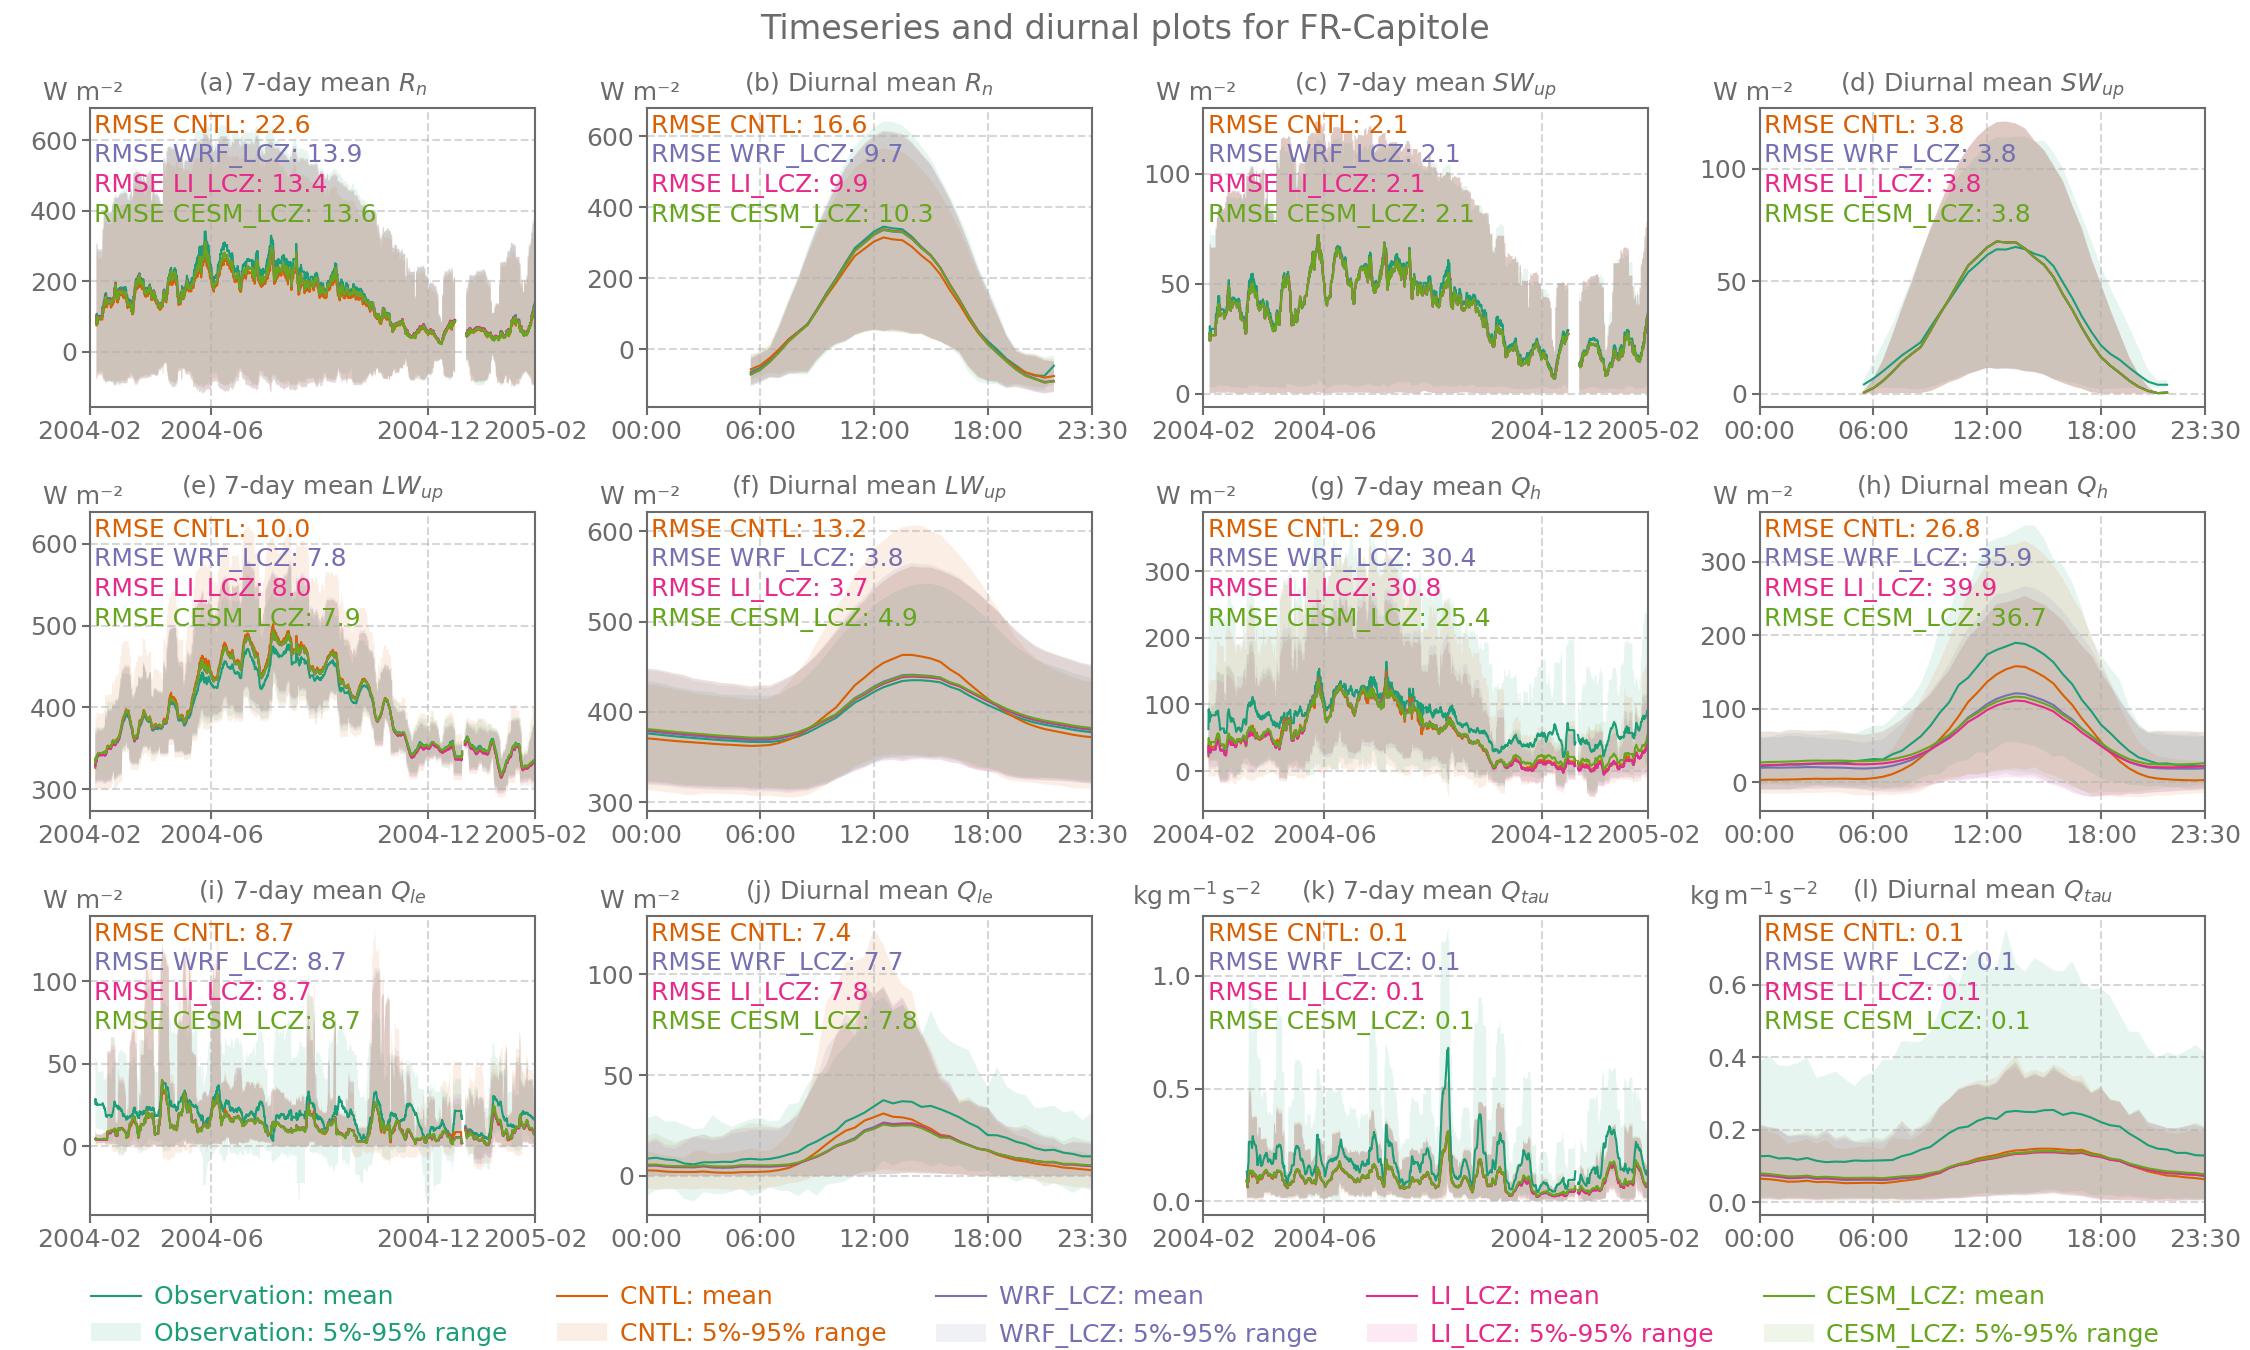 Timeseries and diurnal plots for FR-Capitole
W m⁻² (a) 7-day mean Rₙ
RMSE CNTL: 22.6
RMSE WRF_LCZ: 13.9
RMSE LI_LCZ: 13.4
RMSE CESM_LCZ: 13.6
600
400
200
0
2004-02 2004-06 2004-12 2005-02
W m⁻² (b) Diurnal mean Rₙ
RMSE CNTL: 16.6
RMSE WRF_LCZ: 9.7
RMSE LI_LCZ: 9.9
RMSE CESM_LCZ: 10.3
600
400
200
0
00:00 06:00 12:00 18:00 23:30
W m⁻² (c) 7-day mean SW_up
RMSE CNTL: 2.1
RMSE WRF_LCZ: 2.1
RMSE LI_LCZ: 2.1
RMSE CESM_LCZ: 2.1
100
50
0
2004-02 2004-06 2004-12 2005-02
W m⁻² (d) Diurnal mean SW_up
RMSE CNTL: 3.8
RMSE WRF_LCZ: 3.8
RMSE LI_LCZ: 3.8
RMSE CESM_LCZ: 3.8
100
50
0
00:00 06:00 12:00 18:00 23:30
W m⁻² (e) 7-day mean LW_up
RMSE CNTL: 10.0
RMSE WRF_LCZ: 7.8
RMSE LI_LCZ: 8.0
RMSE CESM_LCZ: 7.9
600
500
400
300
2004-02 2004-06 2004-12 2005-02
W m⁻² (f) Diurnal mean LW_up
RMSE CNTL: 13.2
RMSE WRF_LCZ: 3.8
RMSE LI_LCZ: 3.7
RMSE CESM_LCZ: 4.9
600
500
400
300
00:00 06:00 12:00 18:00 23:30
W m⁻² (g) 7-day mean Q_h
RMSE CNTL: 29.0
RMSE WRF_LCZ: 30.4
RMSE LI_LCZ: 30.8
RMSE CESM_LCZ: 25.4
300
200
100
0
2004-02 2004-06 2004-12 2005-02
W m⁻² (h) Diurnal mean Q_h
RMSE CNTL: 26.8
RMSE WRF_LCZ: 35.9
RMSE LI_LCZ: 39.9
RMSE CESM_LCZ: 36.7
300
200
100
0
00:00 06:00 12:00 18:00 23:30
W m⁻² (i) 7-day mean Q_le
RMSE CNTL: 8.7
RMSE WRF_LCZ: 8.7
RMSE LI_LCZ: 8.7
RMSE CESM_LCZ: 8.7
100
50
0
2004-02 2004-06 2004-12 2005-02
W m⁻² (j) Diurnal mean Q_le
RMSE CNTL: 7.4
RMSE WRF_LCZ: 7.7
RMSE LI_LCZ: 7.8
RMSE CESM_LCZ: 7.8
100
50
0
00:00 06:00 12:00 18:00 23:30
kg m⁻¹ s⁻² (k) 7-day mean Q_tau
RMSE CNTL: 0.1
RMSE WRF_LCZ: 0.1
RMSE LI_LCZ: 0.1
RMSE CESM_LCZ: 0.1
1.0
0.5
0.0
2004-02 2004-06 2004-12 2005-02
kg m⁻¹ s⁻² (l) Diurnal mean Q_tau
RMSE CNTL: 0.1
RMSE WRF_LCZ: 0.1
RMSE LI_LCZ: 0.1
RMSE CESM_LCZ: 0.1
0.6
0.4
0.2
0.0
00:00 06:00 12:00 18:00 23:30
Observation: mean CNTL: mean WRF_LCZ: mean LI_LCZ: mean CESM_LCZ: mean
Observation: 5%-95% range CNTL: 5%-95% range WRF_LCZ: 5%-95% range LI_LCZ: 5%-95% range CESM_LCZ: 5%-95% range